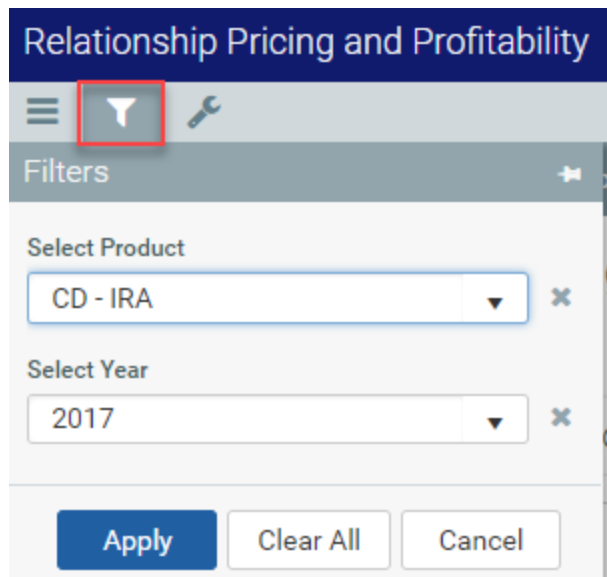 Relationship Pricing and Profitability
Filters
Select Product
CD - IRA
Select Year
2017
Apply Clear All Cancel